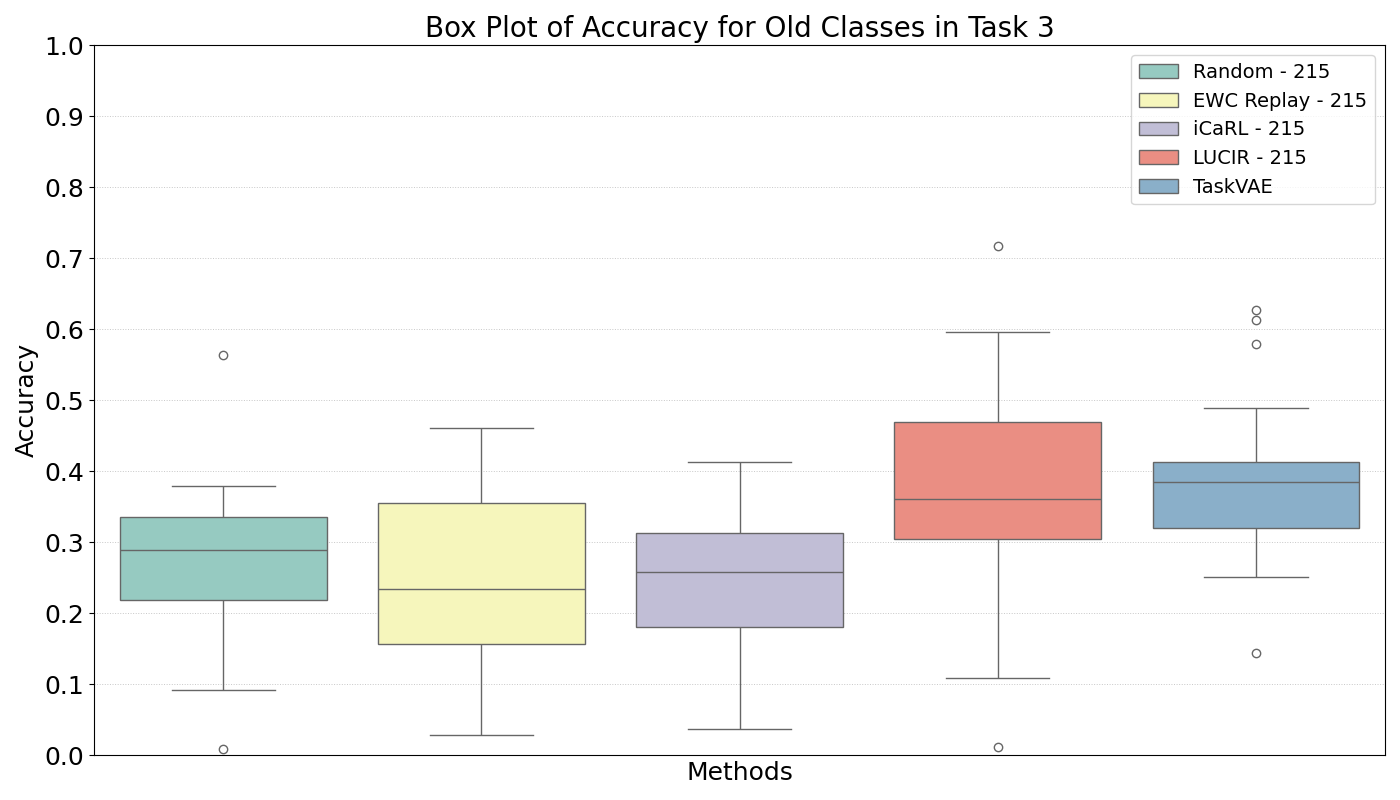 Box Plot of Accuracy for Old Classes in Task 3
1.0
0.9
0.8
0.7
0.6
0.5
0.4
0.3
0.2
0.1
0.0
Accuracy
Methods
Random - 215
EWC Replay - 215
iCaRL - 215
LUCIR - 215
TaskVAE